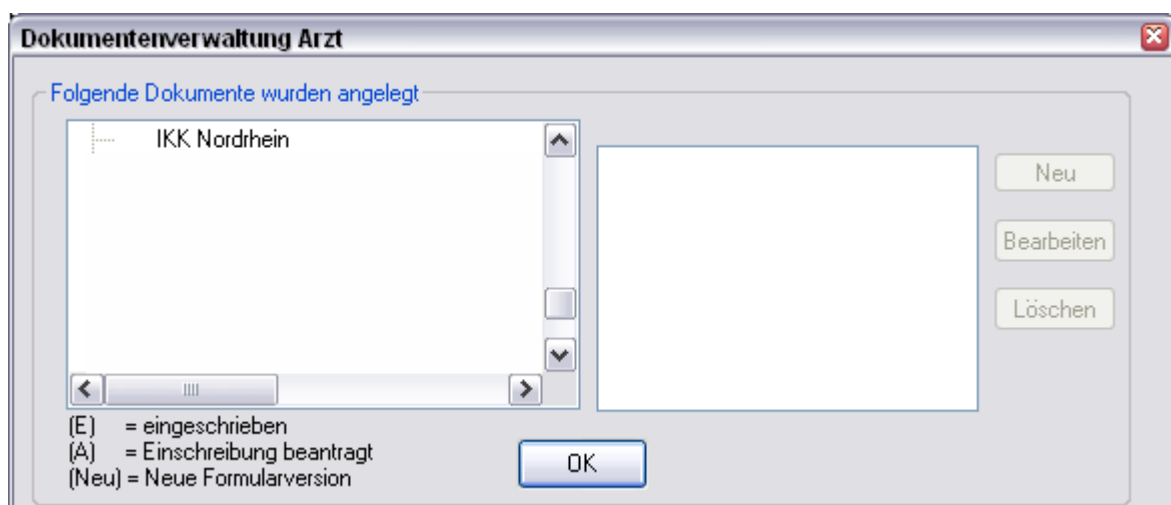 Dokumentenverwaltung Arzt
Folgende Dokumente wurden angelegt
IKK Nordrhein
Neu
Bearbeiten
Löschen
(E) = eingeschrieben
(A) = Einschreibung beantragt
(Neu) = Neue Formularversion
OK